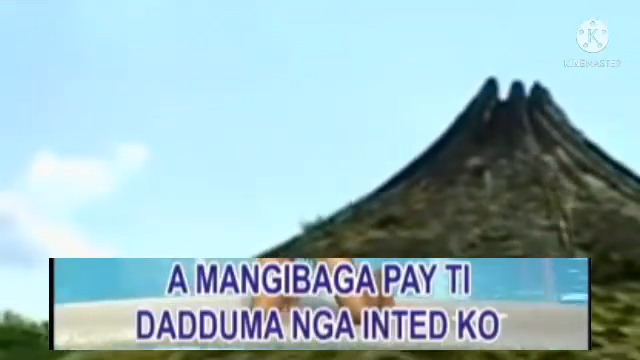 K
KINEMASTER
A MANGIBAGA PAY TI
DADDUMA NGA INTED KO